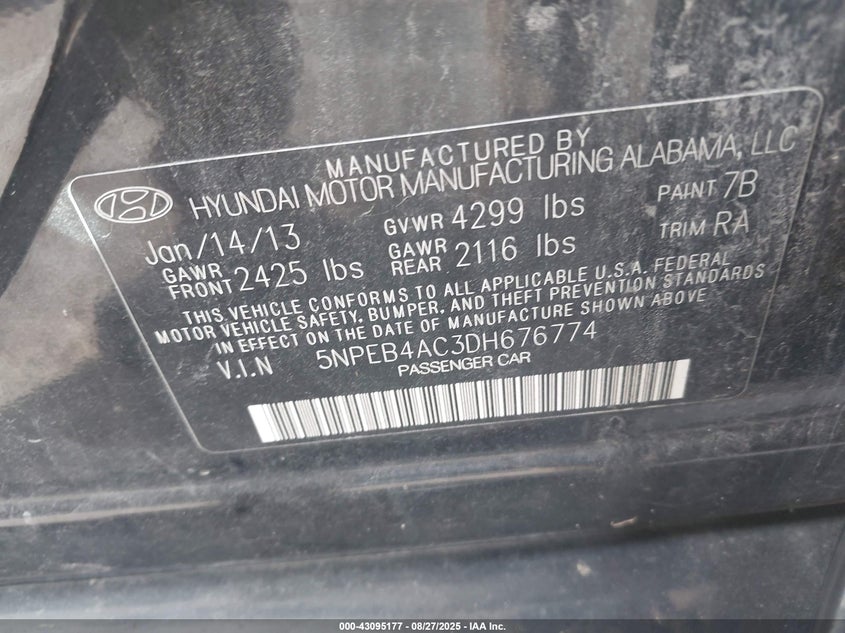 MANUFACTURED BY
HYUNDAI MOTOR MANUFACTURING ALABAMA, LLC
Jan/14/13 GVWR 4299 lbs PAINT 7B
GAWR FRONT 2425 lbs GAWR REAR 2116 lbs TRIM RA
THIS VEHICLE CONFORMS TO ALL APPLICABLE U.S.A. FEDERAL
MOTOR VEHICLE SAFETY, BUMPER, AND THEFT PREVENTION STANDARDS
IN EFFECT ON THE DATE OF MANUFACTURE SHOWN ABOVE
V.I.N 5NPEB4AC3DH676774
PASSENGER CAR
000-43095177 - 08/27/2025 - IAA Inc.